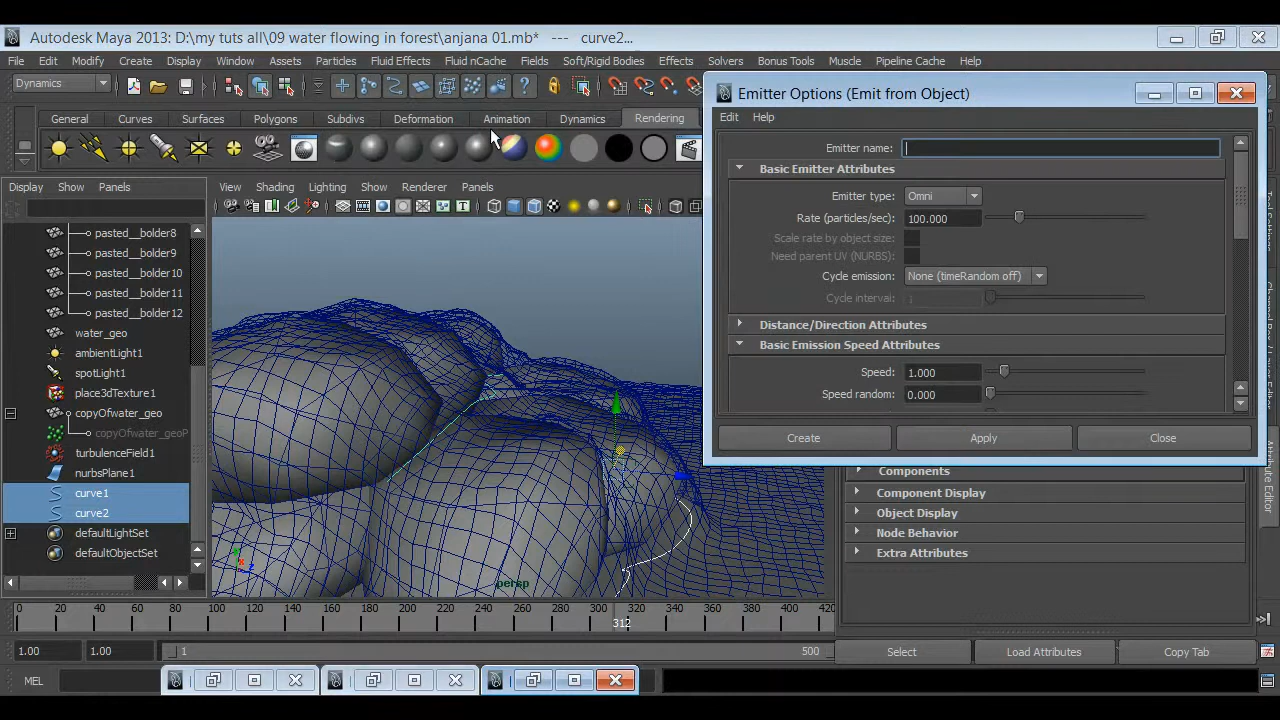 Autodesk Maya 2013: D:\my tuts all\09 water flowing in forest\anjana 01.mb* --- curve2...
File Edit Modify Create Display Window Assets Particles Fluid Effects Fluid nCache Fields Soft/Rigid Bodies Effects Solvers Bonus Tools Muscle Pipeline Cache Help
Dynamics
Emitter Options (Emit from Object)
Edit Help
General Curves Surfaces Polygons Subdivs Deformation Animation Dynamics Rendering
Emitter name:
Basic Emitter Attributes
Emitter type: Omni
Rate (particles/sec): 100.000
Scale rate by object size:
Need parent UV (NURBS):
Cycle emission: None (timeRandom off)
Cycle interval: 1
Distance/Direction Attributes
Basic Emission Speed Attributes
Speed: 1.000
Speed random: 0.000
Create Apply Close
Display Show Panels
View Shading Lighting Show Renderer Panels
pasted__bolder8
pasted__bolder9
pasted__bolder10
pasted__bolder11
pasted__bolder12
water_geo
ambientLight1
spotLight1
place3dTexture1
copyOfwater_geo
copyOfwater_geoP
turbulenceField1
nurbsPlane1
curve1
curve2
defaultLightSet
defaultObjectSet
persp
Components
Component Display
Object Display
Node Behavior
Extra Attributes
0 20 40 60 80 100 120 140 160 180 200 220 240 260 280 300 320 340 360 380 400 420
312
1.00 1.00 1 500
Select Load Attributes Copy Tab
MEL
Attribute Editor